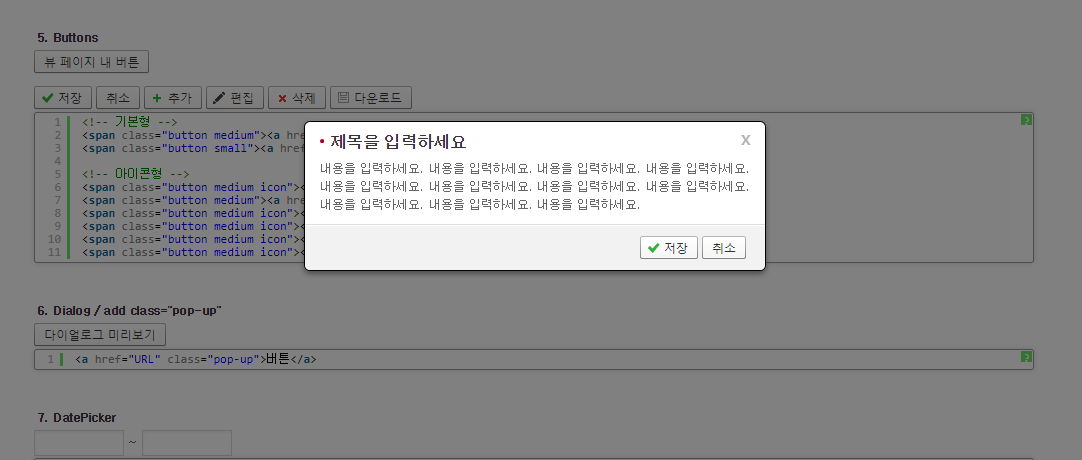 5. Buttons
뷰 페이지 내 버튼
저장 취소 추가 편집 삭제 다운로드
1 <!-- 기본형 -->
2 <span class="button medium"><a hre
3 <span class="button small"><a hre
4
5 <!-- 아이콘형 -->
6 <span class="button medium icon"><
7 <span class="button medium"><a hre
8 <span class="button medium icon"><
9 <span class="button medium icon"><
10 <span class="button medium icon"><
11 <span class="button medium icon"><
?
제목을 입력하세요
X
내용을 입력하세요. 내용을 입력하세요. 내용을 입력하세요. 내용을 입력하세요.
내용을 입력하세요. 내용을 입력하세요. 내용을 입력하세요. 내용을 입력하세요.
내용을 입력하세요. 내용을 입력하세요. 내용을 입력하세요.
저장 취소
6. Dialog / add class="pop-up"
다이얼로그 미리보기
1 <a href="URL" class="pop-up">버튼</a>
?
7. DatePicker
~